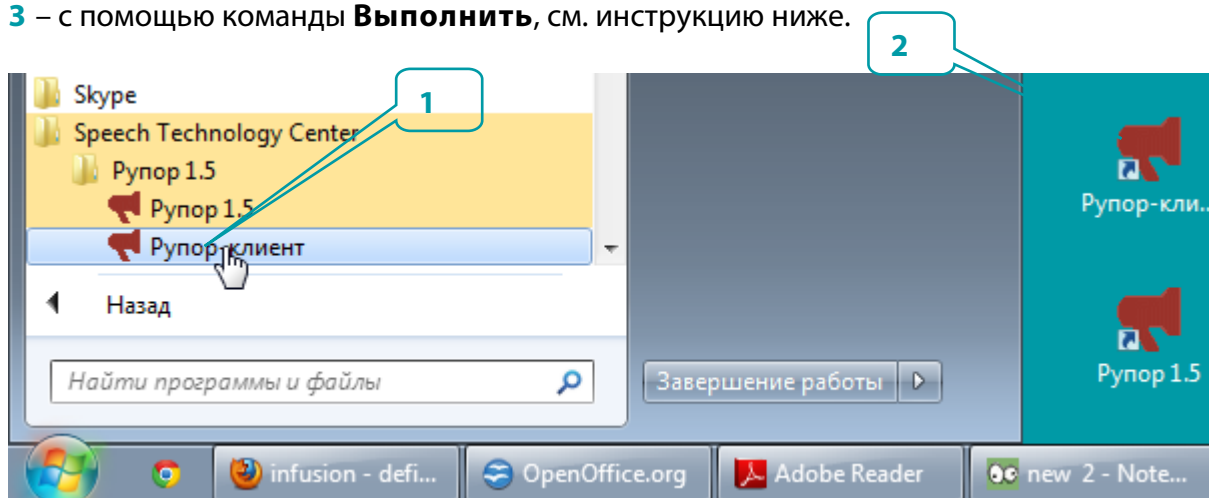 3 – с помощью команды Выполнить, см. инструкцию ниже.
2
Skype
1
Speech Technology Center
Рупор 1.5
Рупор 1.5
Рупор-клиент
Рупор-кли...
Назад
Найти программы и файлы
Завершение работы
Рупор 1.5
infusion - defi...
OpenOffice.org
Adobe Reader
new 2 - Note...